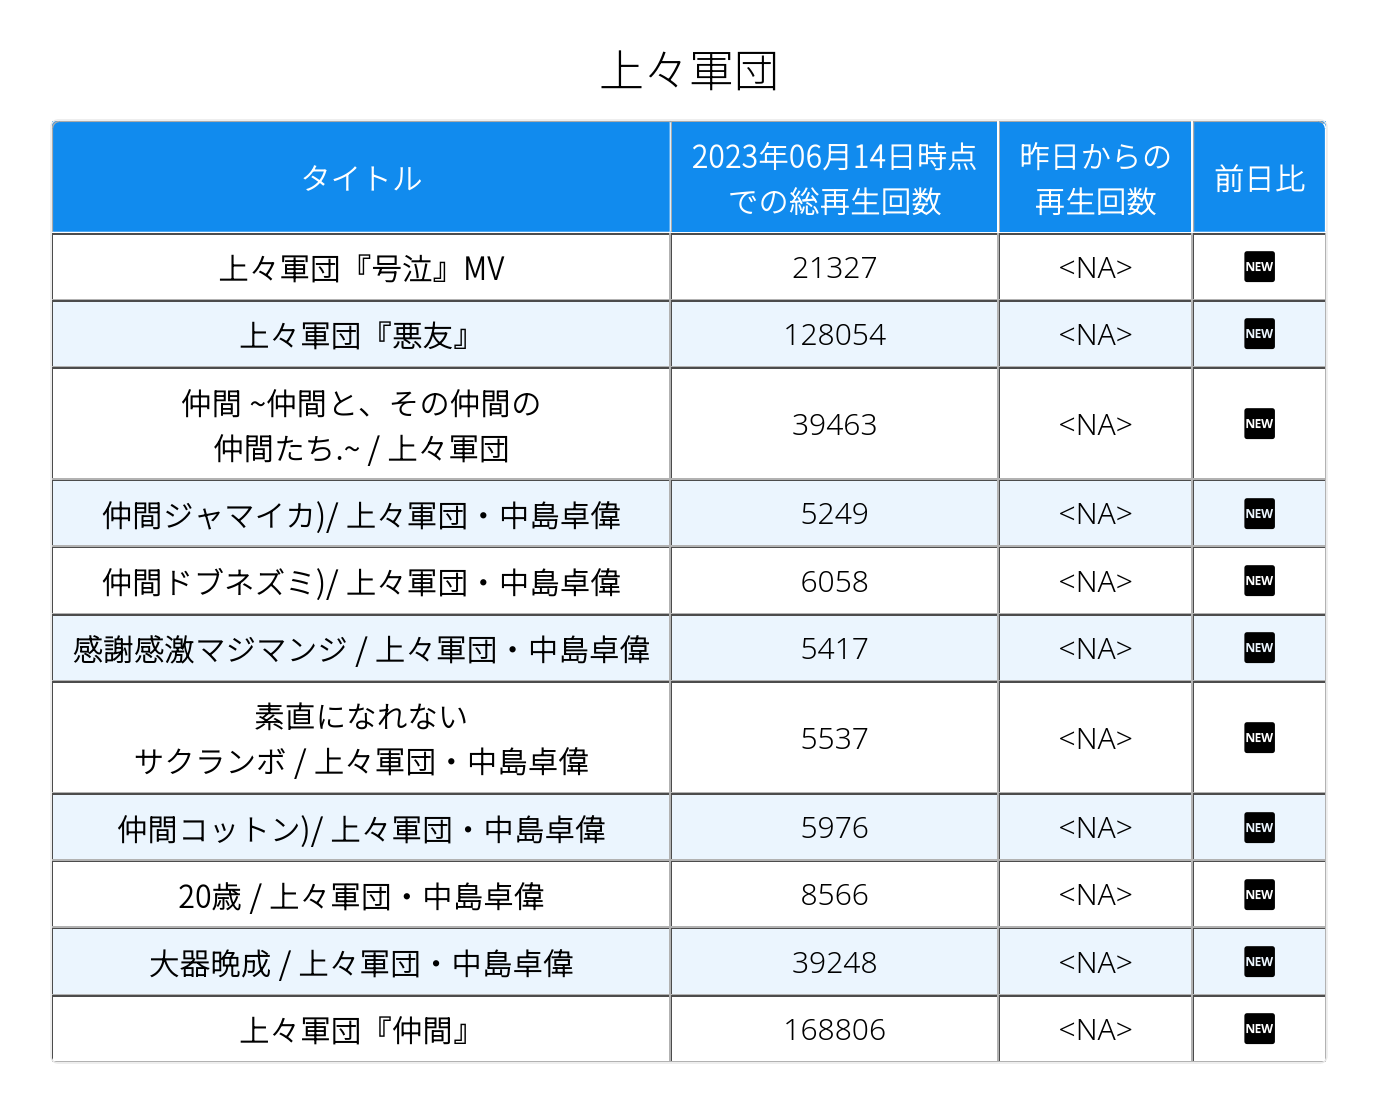 上々軍団
タイトル
2023年06月14日時点
での総再生回数
昨日からの
再生回数
前日比
上々軍団『号泣』MV
21327
<NA>
NEW
上々軍団『悪友』
128054
<NA>
NEW
仲間 ~仲間と、その仲間の
仲間たち.~ / 上々軍団
39463
<NA>
NEW
仲間ジャマイカ)/ 上々軍団・中島卓偉
5249
<NA>
NEW
仲間ドブネズミ)/ 上々軍団・中島卓偉
6058
<NA>
NEW
感謝感激マジマンジ / 上々軍団・中島卓偉
5417
<NA>
NEW
素直になれない
サクランボ / 上々軍団・中島卓偉
5537
<NA>
NEW
仲間コットン)/ 上々軍団・中島卓偉
5976
<NA>
NEW
20歳 / 上々軍団・中島卓偉
8566
<NA>
NEW
大器晩成 / 上々軍団・中島卓偉
39248
<NA>
NEW
上々軍団『仲間』
168806
<NA>
NEW